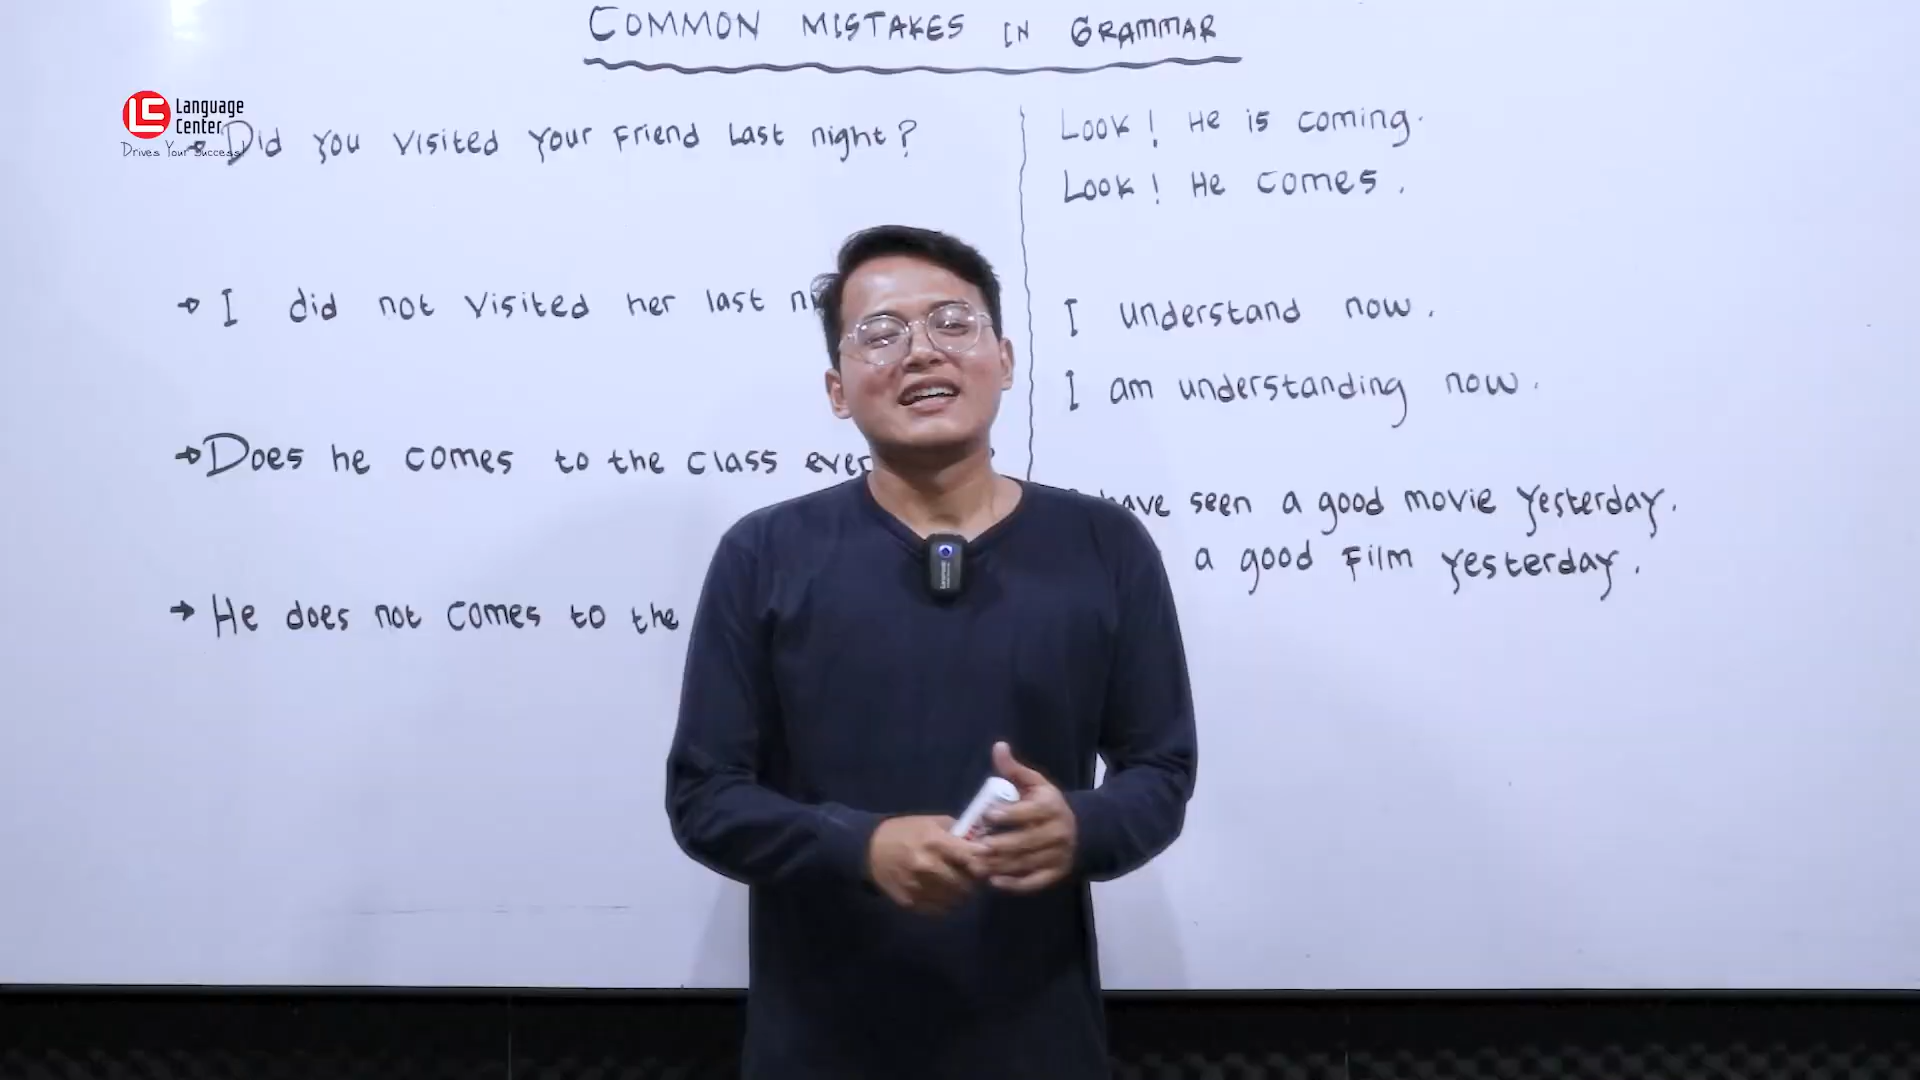 COMMON MISTAKES IN GRAMMAR
LC Language
Center
Drives Your Success!
Did you visited your friend last night?
I did not visited her last
Does he comes to the class
He does not comes to the
Look! He is coming.
Look! He comes.
I understand now.
I am understanding now.
have seen a good movie yesterday.
a good film yesterday.